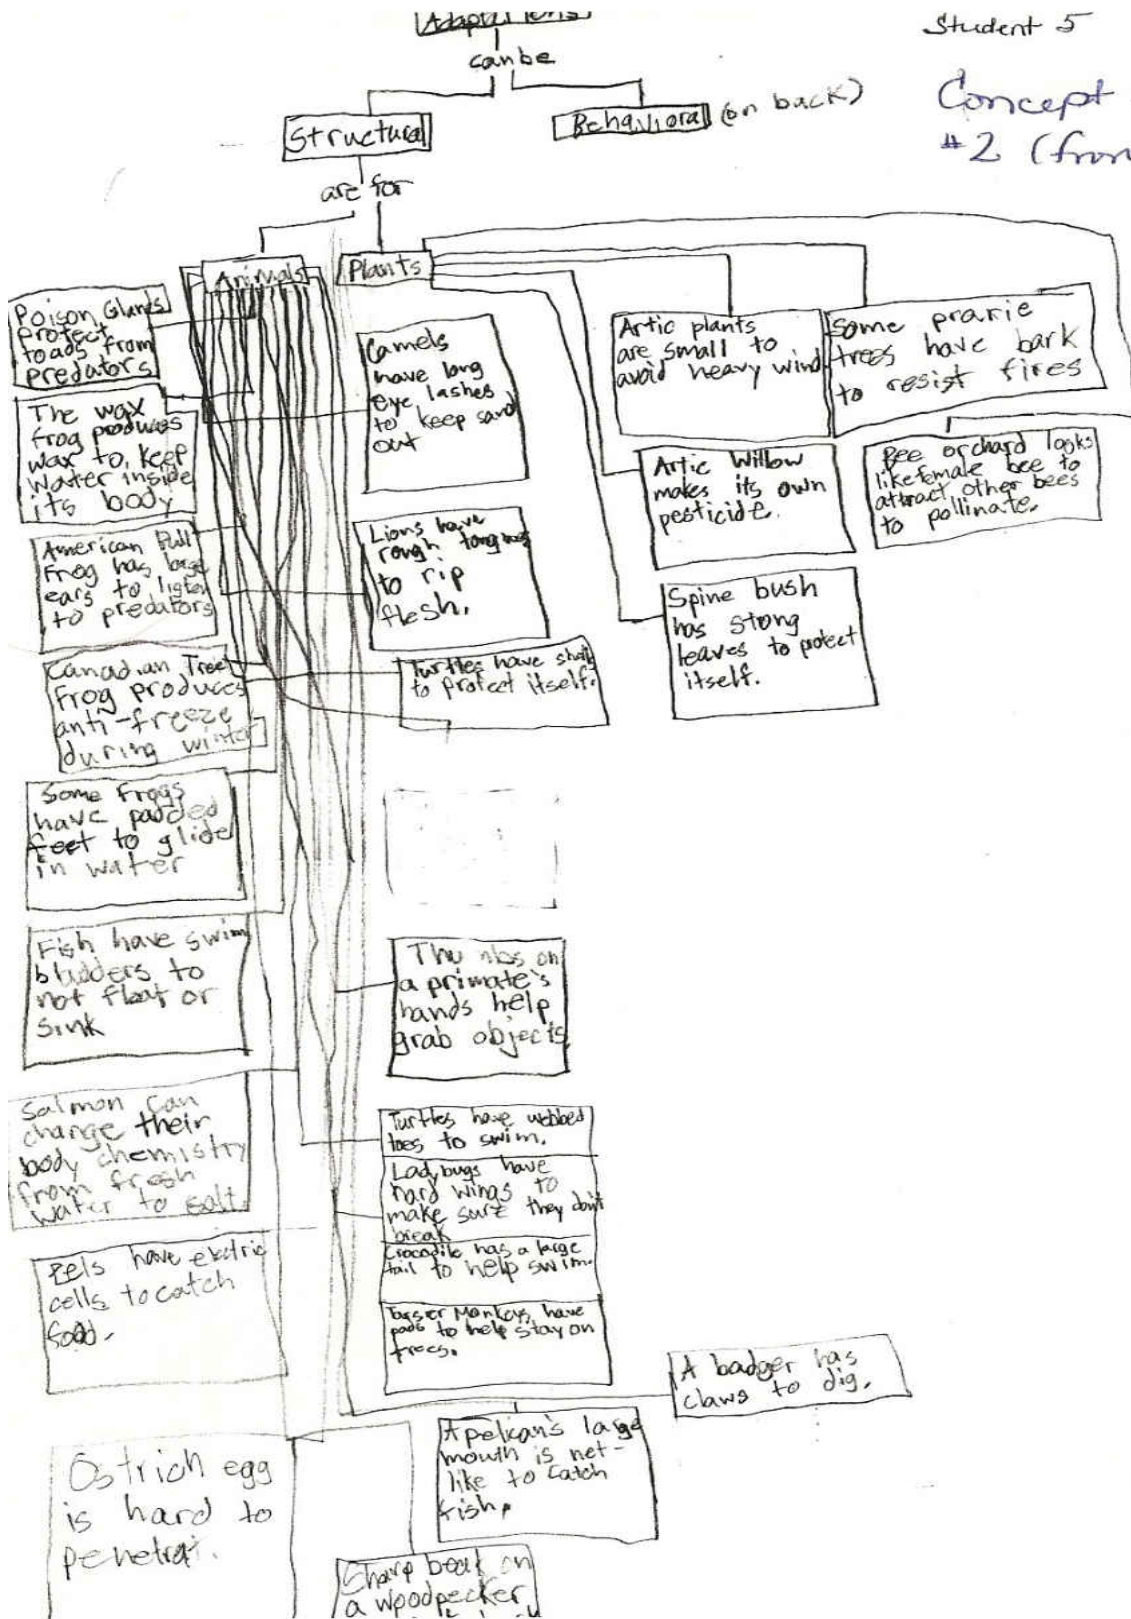 Adaptations
can be
Student 5
Concept
#2 (fron
Structural
Behavioral (on back)
are for
Animals
Plants
Poison Glands
protect
toads from
predators
The wax
frog produces
wax to keep
water inside
its body
American Bull
Frog has large
ears to listen
to predators
Canadian Tree
Frog produces
anti-freeze
during winter
Some frogs
have padded
feet to glide
in water
Fish have swim
bladders to
not float or
sink
Salmon can
change their
body chemistry
from fresh
water to salt.
Eels have electric
cells to catch
food.
Ostrich egg
is hard to
Camels
have long
eye lashes
to keep sand
out
Lions have
rough tongues
to rip
flesh.
Turtles have shells
to protect itself.
Thumbs on
a primate's
hands help
grab objects
Turtles have webbed
toes to swim.
Ladybugs have
hard wings to
make sure they don't
break
Crocodile has a large
tail to help swim.
Tarsier Monkeys have
pads to help stay on
trees.
A badger has
claws to dig.
A pelican's large
mouth is net-
like to catch
fish.
Sharp beak on
a woodpecker
Artic plants
are small to
avoid heavy wind.
Some prarie
trees have bark
to resist fires
Artic Willow
makes its own
pesticide.
Bee orchard looks
like female bee to
attract other bees
to pollinate.
Spine bush
has stong
leaves to protect
itself.